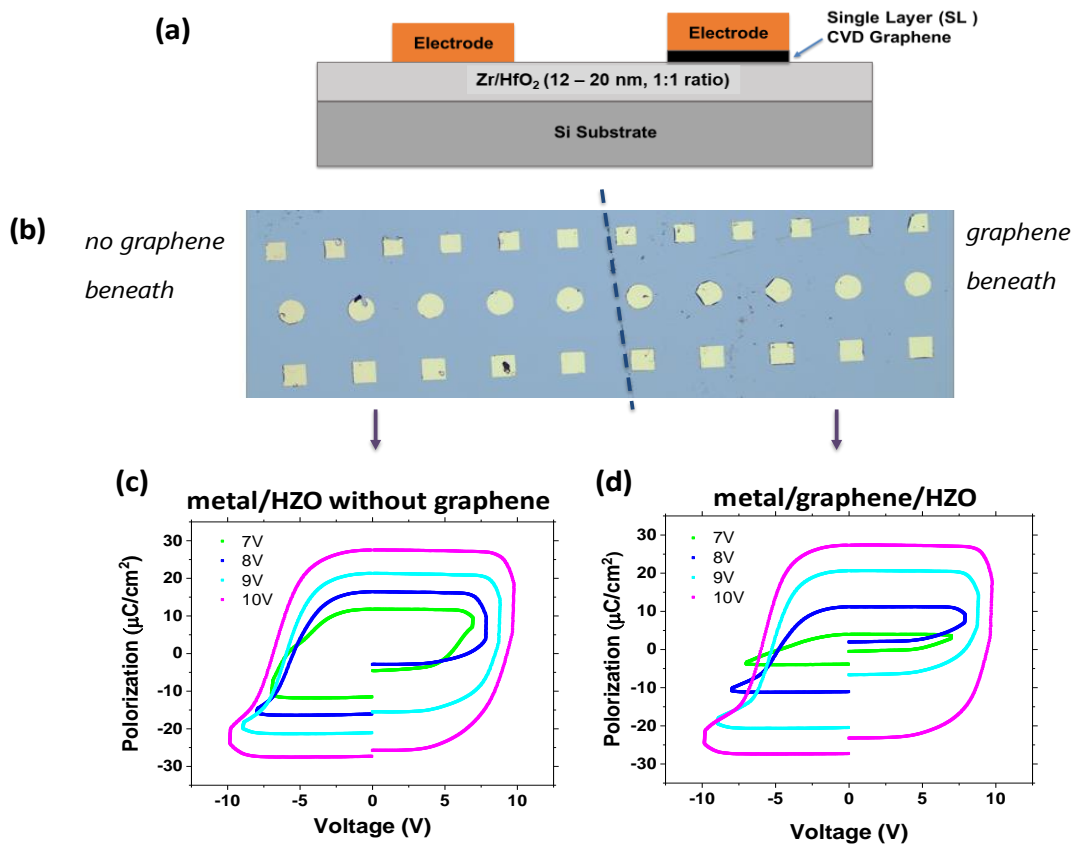 (a)
Electrode
Electrode
Single Layer (SL )
CVD Graphene
Zr/HfO₂ (12 – 20 nm, 1:1 ratio)
Si Substrate
(b)
no graphene
beneath
graphene
beneath
(c)
metal/HZO without graphene
7V
8V
9V
10V
30
20
10
0
-10
-20
-30
Polorization (μC/cm²)
-10
-5
0
5
10
Voltage (V)
(d)
metal/graphene/HZO
7V
8V
9V
10V
30
20
10
0
-10
-20
-30
Polorization (μC/cm²)
-10
-5
0
5
10
Voltage (V)